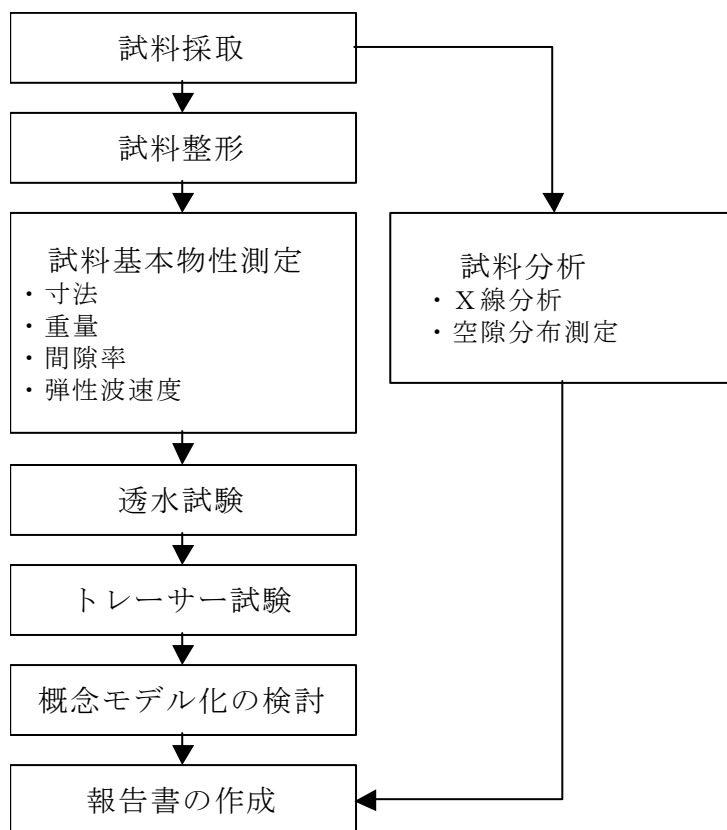 試料採取
試料整形
試料基本物性測定
・寸法
・重量
・間隙率
・弾性波速度
試料分析
・X線分析
・空隙分布測定
透水試験
トレーサー試験
概念モデル化の検討
報告書の作成